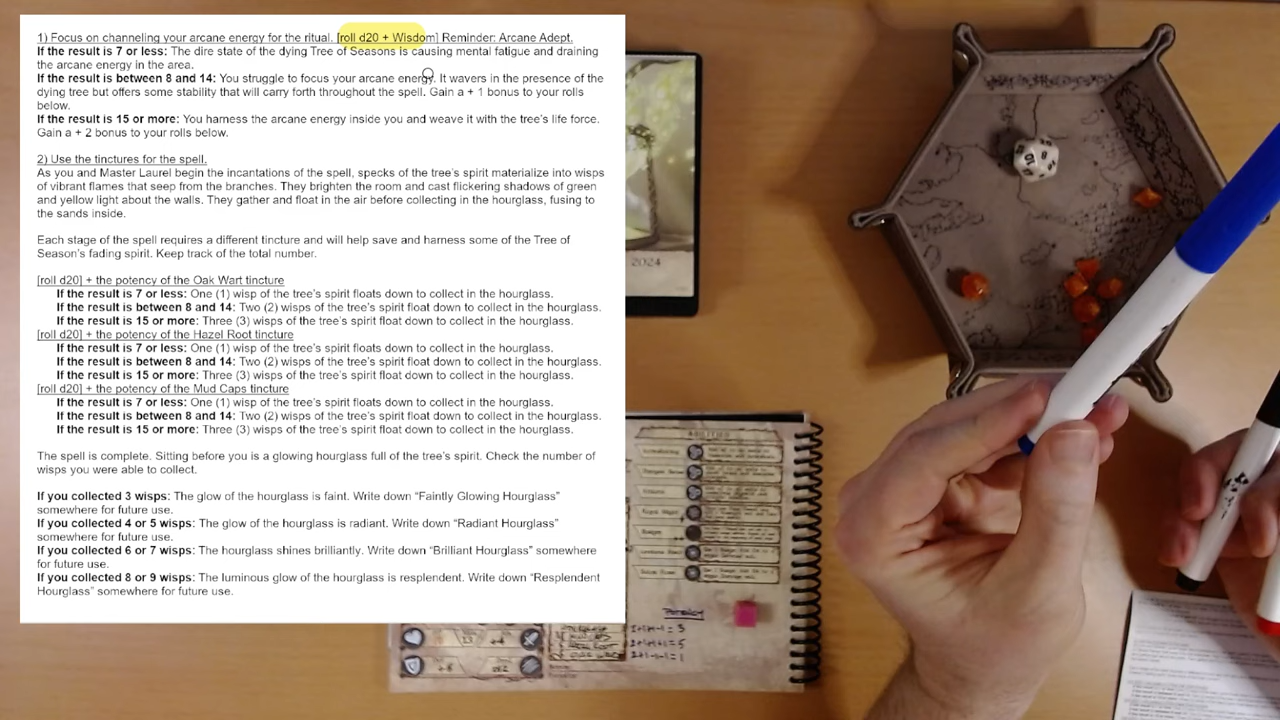 1) Focus on channeling your arcane energy for the ritual. [roll d20 + Wisdom] Reminder: Arcane Adept.
If the result is 7 or less: The dire state of the dying Tree of Seasons is causing mental fatigue and draining
the arcane energy in the area.
If the result is between 8 and 14: You struggle to focus your arcane energy. It wavers in the presence of the
dying tree but offers some stability that will carry forth throughout the spell. Gain a + 1 bonus to your rolls
below.
If the result is 15 or more: You harness the arcane energy inside you and weave it with the tree's life force.
Gain a + 2 bonus to your rolls below.
2) Use the tinctures for the spell.
As you and Master Laurel begin the incantations of the spell, specks of the tree's spirit materialize into wisps
of vibrant flames that seep from the branches. They brighten the room and cast flickering shadows of green
and yellow light about the walls. They gather and float in the air before collecting in the hourglass, fusing to
the sands inside.
Each stage of the spell requires a different tincture and will help save and harness some of the Tree of
Season's fading spirit. Keep track of the total number.
[roll d20] + the potency of the Oak Wart tincture
If the result is 7 or less: One (1) wisp of the tree's spirit floats down to collect in the hourglass.
If the result is between 8 and 14: Two (2) wisps of the tree's spirit float down to collect in the hourglass.
If the result is 15 or more: Three (3) wisps of the tree's spirit float down to collect in the hourglass.
[roll d20] + the potency of the Hazel Root tincture
If the result is 7 or less: One (1) wisp of the tree's spirit floats down to collect in the hourglass.
If the result is between 8 and 14: Two (2) wisps of the tree's spirit float down to collect in the hourglass.
If the result is 15 or more: Three (3) wisps of the tree's spirit float down to collect in the hourglass.
[roll d20] + the potency of the Mud Caps tincture
If the result is 7 or less: One (1) wisp of the tree's spirit floats down to collect in the hourglass.
If the result is between 8 and 14: Two (2) wisps of the tree's spirit float down to collect in the hourglass.
If the result is 15 or more: Three (3) wisps of the tree's spirit float down to collect in the hourglass.
The spell is complete. Sitting before you is a glowing hourglass full of the tree's spirit. Check the number of
wisps you were able to collect.
If you collected 3 wisps: The glow of the hourglass is faint. Write down “Faintly Glowing Hourglass”
somewhere for future use.
If you collected 4 or 5 wisps: The glow of the hourglass is radiant. Write down “Radiant Hourglass”
somewhere for future use.
If you collected 6 or 7 wisps: The hourglass shines brilliantly. Write down “Brilliant Hourglass” somewhere
for future use.
If you collected 8 or 9 wisps: The luminous glow of the hourglass is resplendent. Write down “Resplendent
Hourglass” somewhere for future use.
2024
ABILITIES
Potency